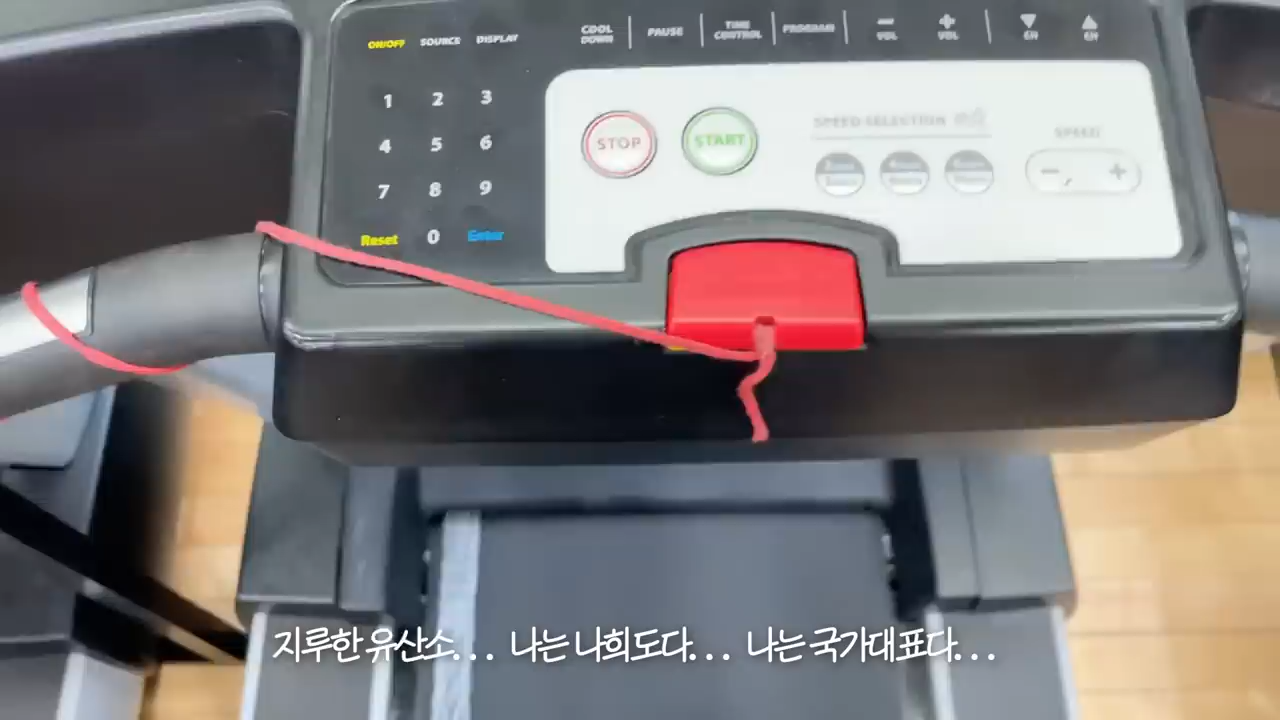 ON/OFF SOURCE DISPLAY
COOL DOWN PAUSE TIME CONTROL PROGRAM − VOL + VOL ▼ CH ▲ CH
1 2 3
4 5 6
7 8 9
Reset 0 Enter
STOP START
SPEED SELECTION
SPEED
− +
지루한 유산소... 나는 나희도다... 나는 국가대표다...